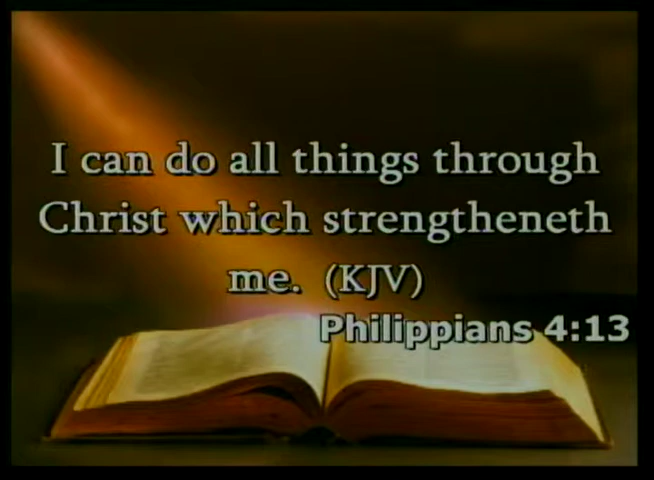 I can do all things through
Christ which strengtheneth
me. (KJV)
Philippians 4:13